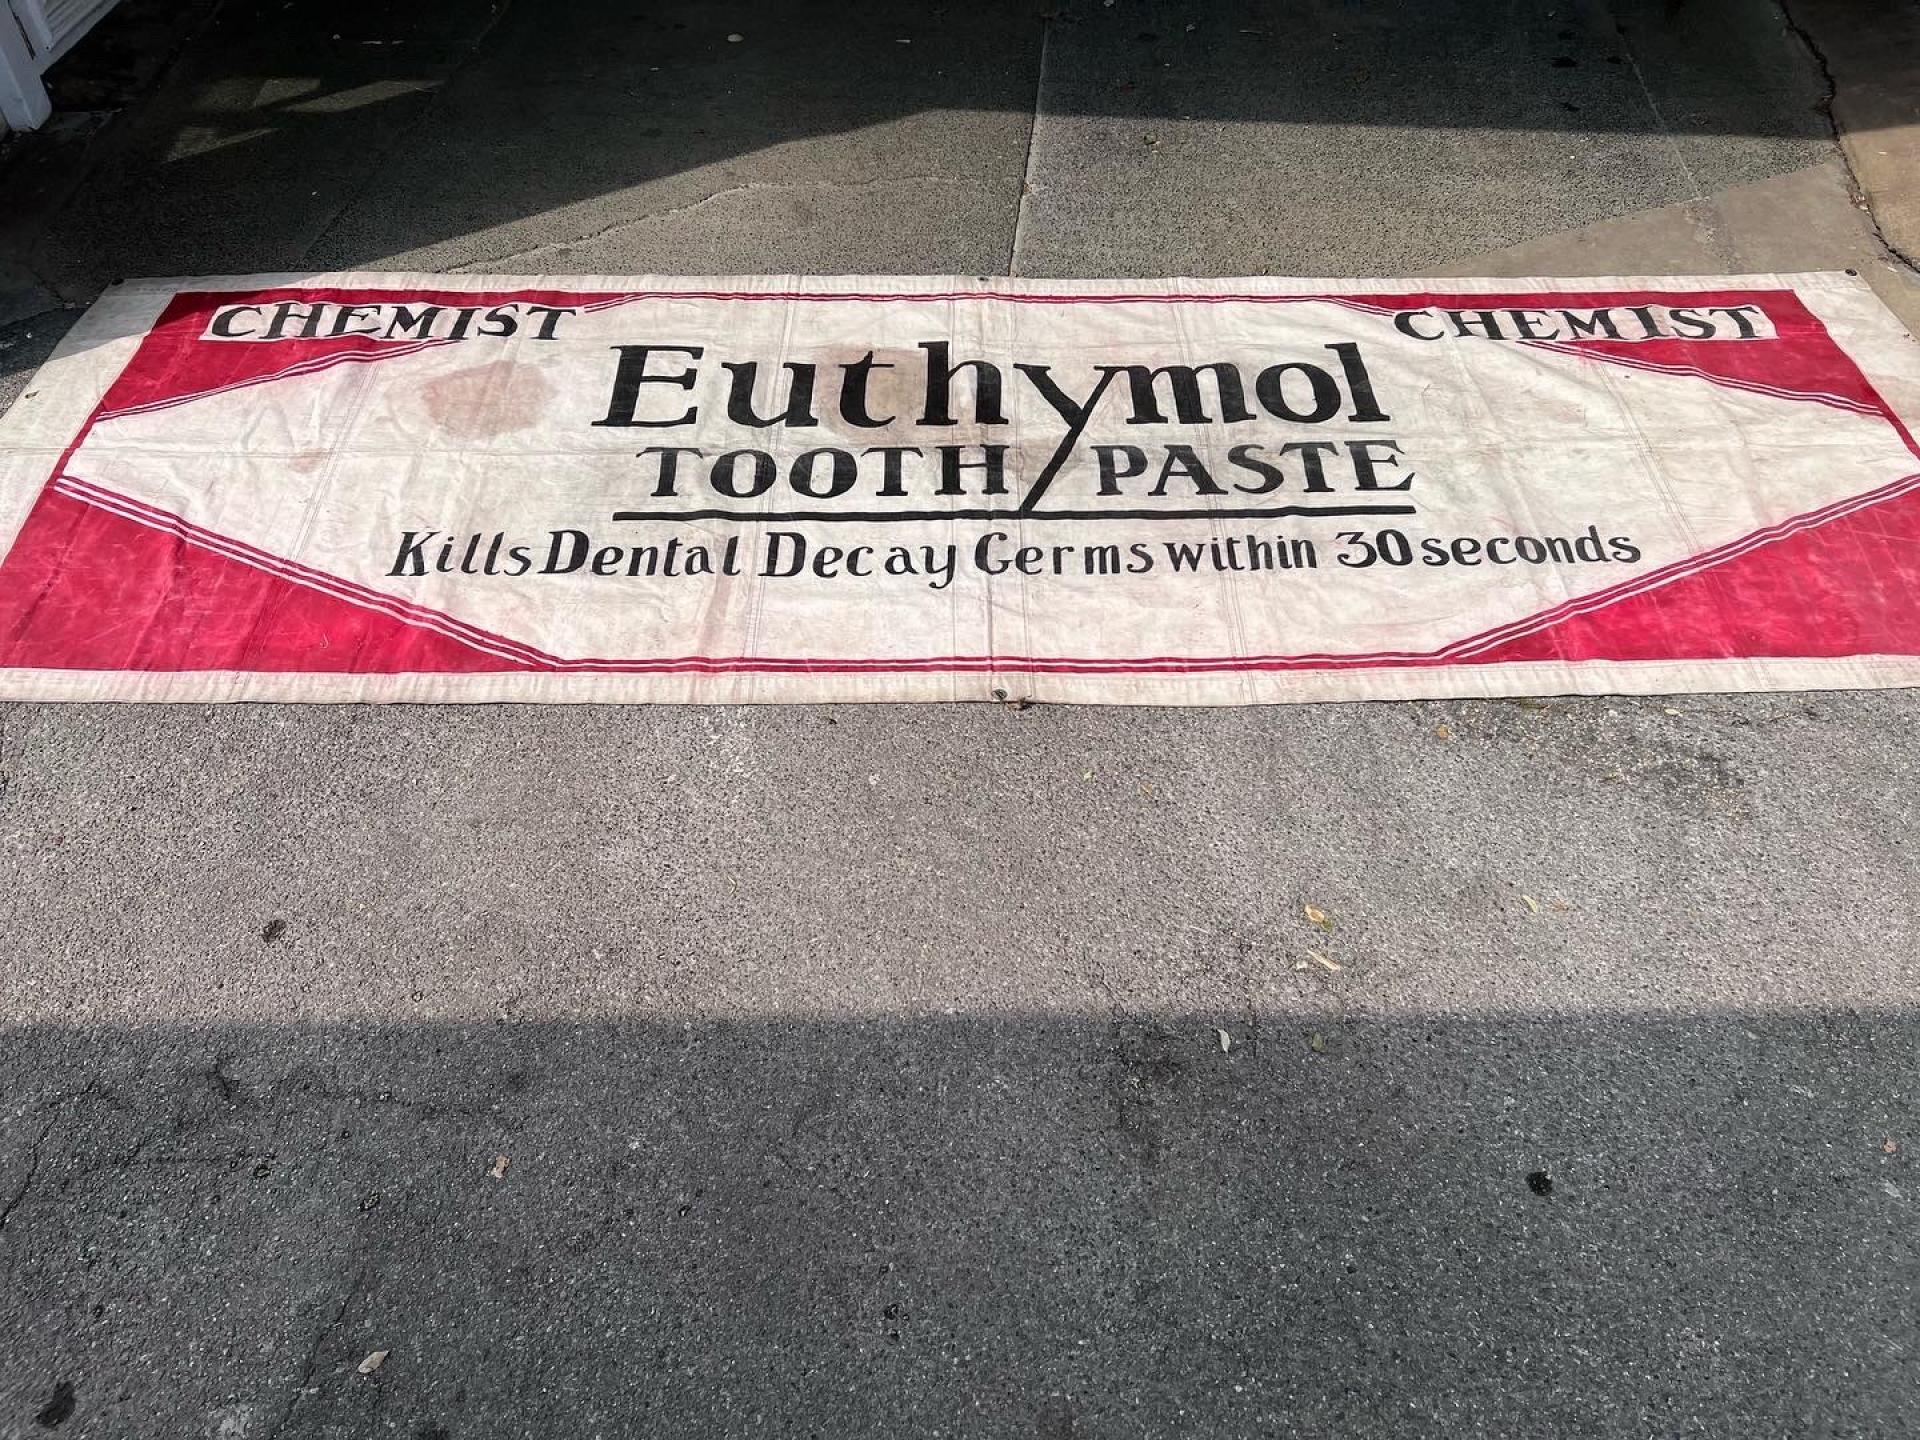 CHEMIST CHEMIST
Euthymol
TOOTH PASTE
Kills Dental Decay Germs within 30 seconds